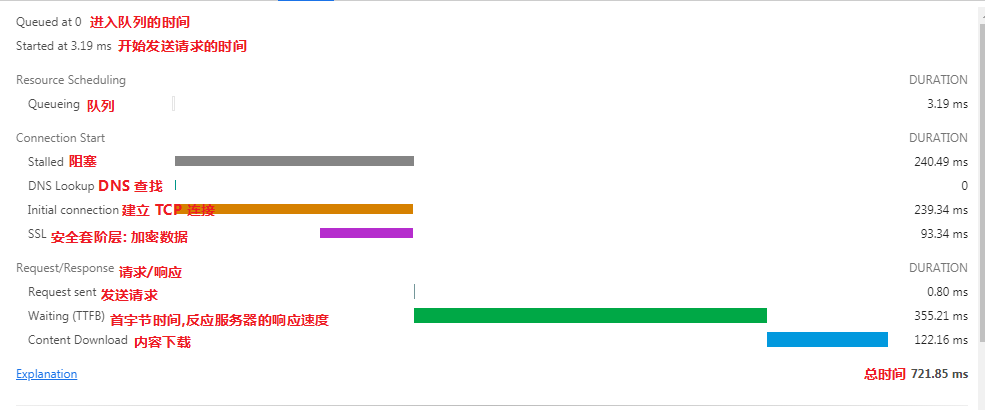 Queued at 0 进入队列的时间
Started at 3.19 ms 开始发送请求的时间
Resource Scheduling DURATION
Queueing 队列 3.19 ms
Connection Start DURATION
Stalled 阻塞 240.49 ms
DNS Lookup DNS 查找 0
Initial connection 建立 TCP 连接 239.34 ms
SSL 安全套阶层: 加密数据 93.34 ms
Request/Response 请求/响应 DURATION
Request sent 发送请求 0.80 ms
Waiting (TTFB) 首字节时间,反应服务器的响应速度 355.21 ms
Content Download 内容下载 122.16 ms
Explanation 总时间 721.85 ms